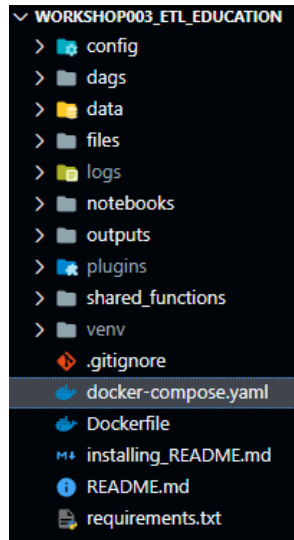 WORKSHOP003_ETL_EDUCATION
config
dags
data
files
logs
notebooks
outputs
plugins
shared_functions
venv
.gitignore
docker-compose.yaml
Dockerfile
installing_README.md
README.md
requirements.txt